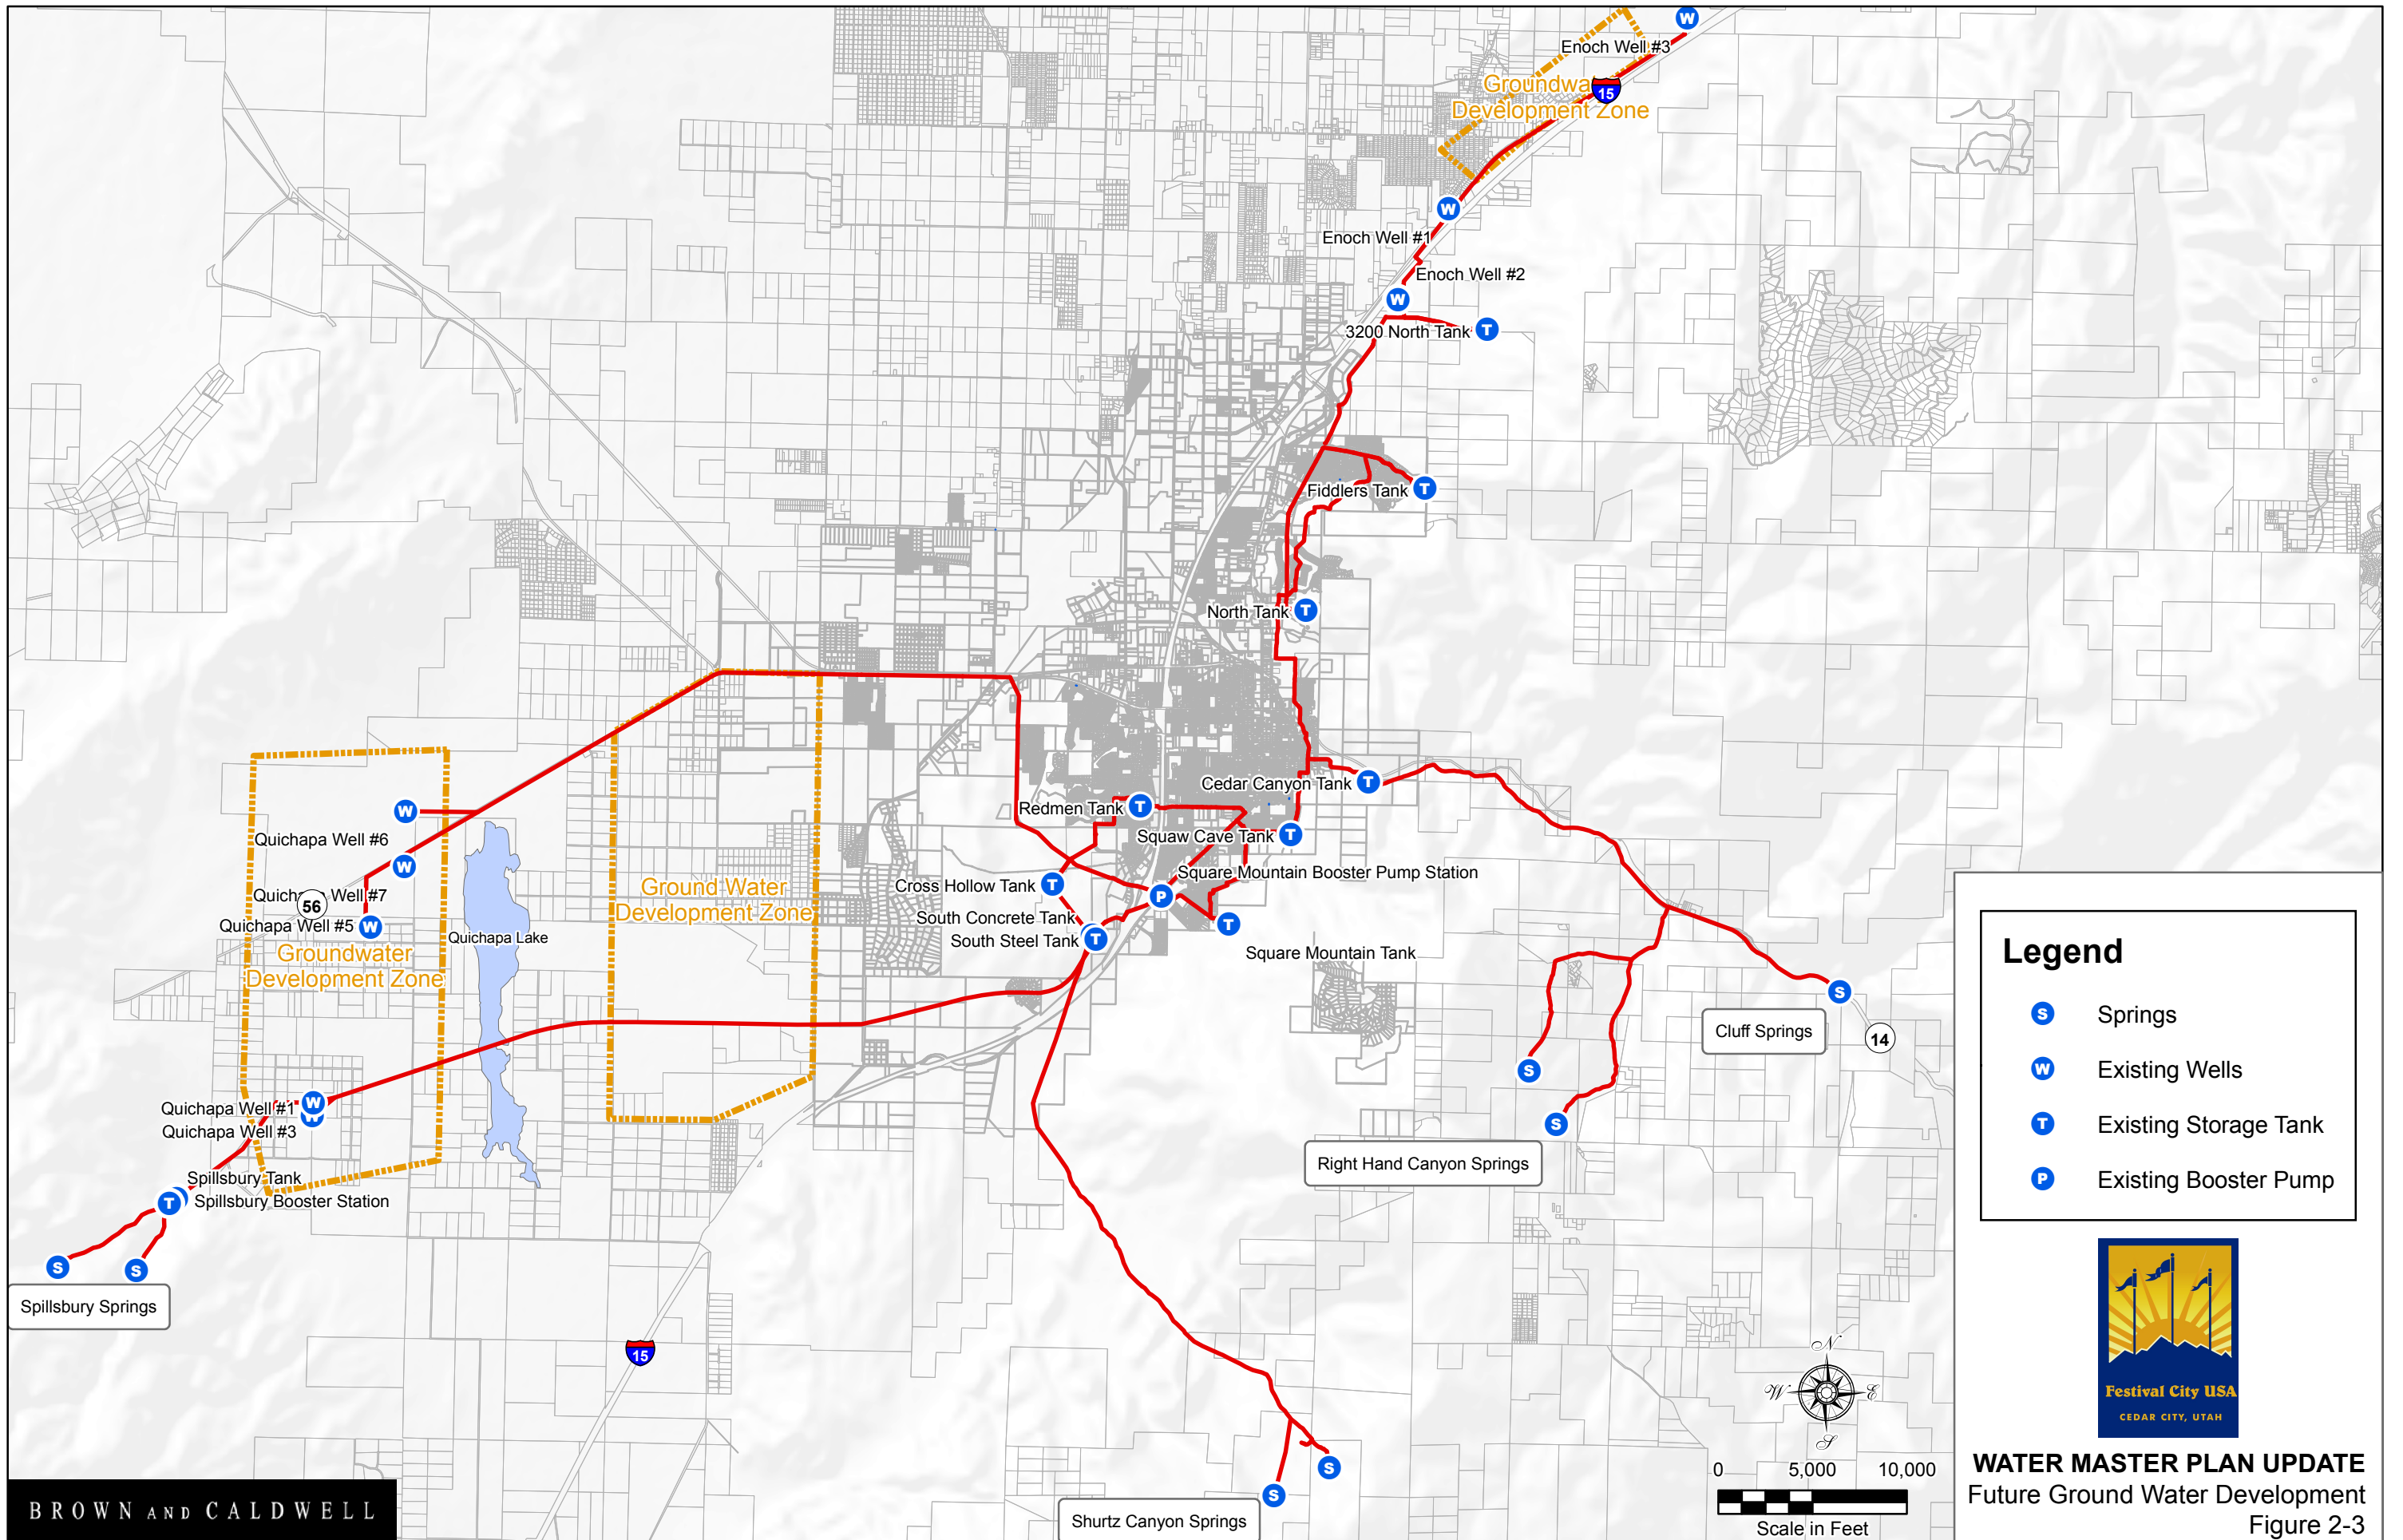 W
Enoch Well #3
Groundwa
15
Development Zone
W
Enoch Well #1
Enoch Well #2
W
3200 North Tank
T
Fiddlers Tank
T
North Tank
T
Cedar Canyon Tank
T
Redmen Tank
T
Squaw Cave Tank
T
Square Mountain Booster Pump Station
Cross Hollow Tank
T
P
South Concrete Tank
South Steel Tank
T
T
Square Mountain Tank
W
Quichapa Well #6
W
Quichapa Well #7
56
Quichapa Well #5
W
Groundwater
Development Zone
Quichapa Lake
Ground Water
Development Zone
Quichapa Well #1
W
Quichapa Well #3
W
Spillsbury Tank
T
Spillsbury Booster Station
S
S
Spillsbury Springs
15
S
Cluff Springs
14
S
S
Right Hand Canyon Springs
S
S
Shurtz Canyon Springs
Legend
S Springs
W Existing Wells
T Existing Storage Tank
P Existing Booster Pump
Festival City USA
CEDAR CITY, UTAH
N
W
E
S
0 5,000 10,000
Scale in Feet
WATER MASTER PLAN UPDATE
Future Ground Water Development
Figure 2-3
BROWN AND CALDWELL